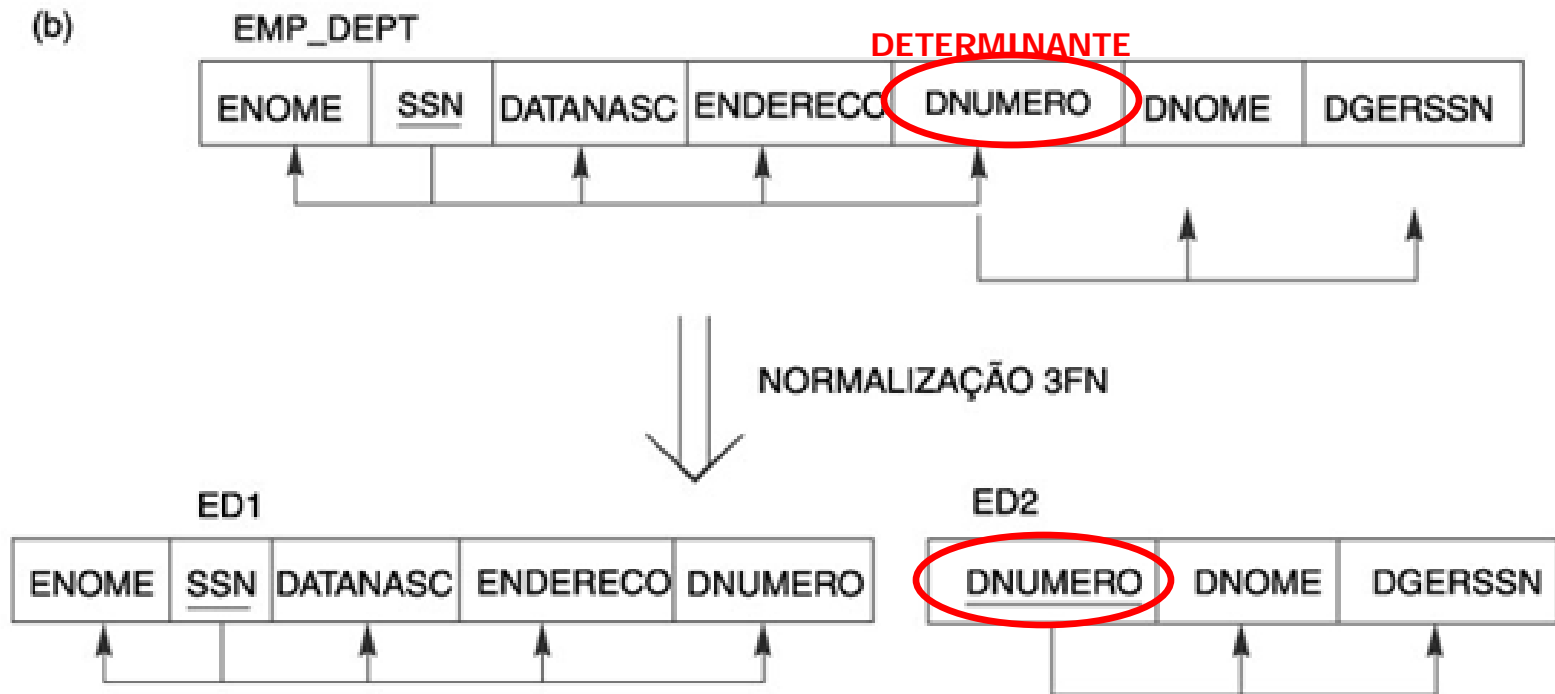 (b)
EMP_DEPT
DETERMINANTE
ENOME SSN DATANASC ENDERECO DNUMERO DNOME DGERSSN
NORMALIZAÇÃO 3FN
ED1
ENOME SSN DATANASC ENDERECO DNUMERO
ED2
DNUMERO DNOME DGERSSN